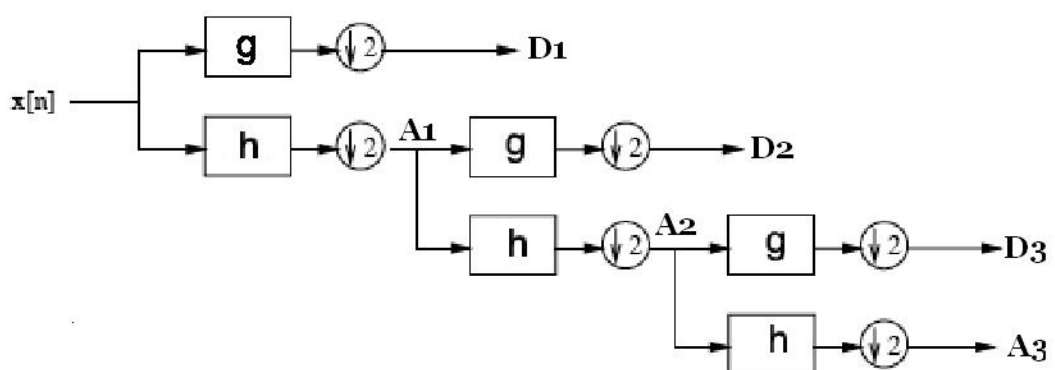 g ↓2 D1
x[n]
h ↓2 A1 g ↓2 D2
h ↓2 A2 g ↓2 D3
h ↓2 A3